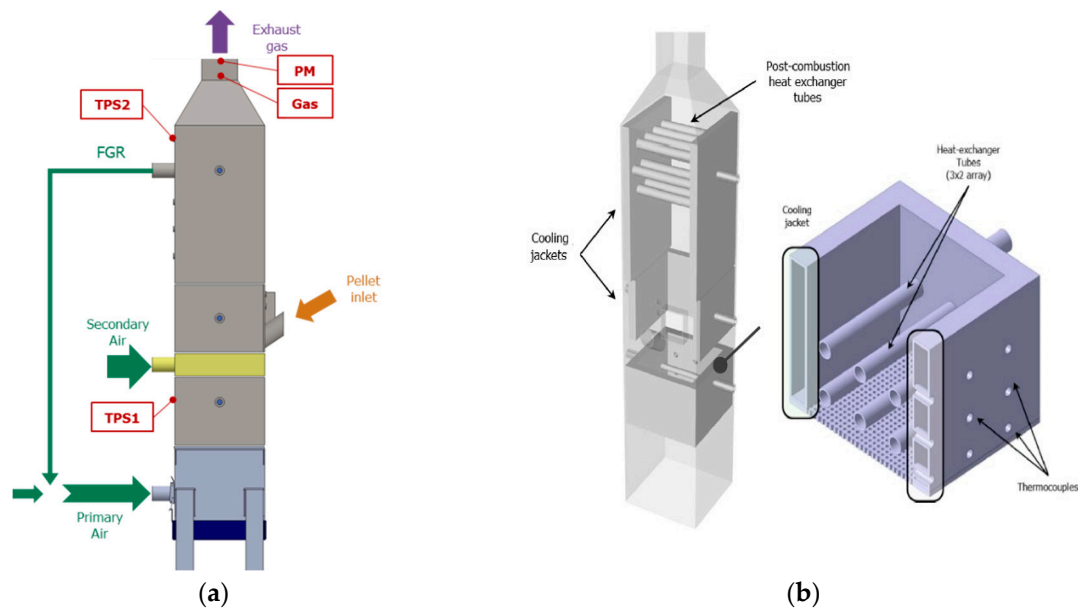 Exhaust
gas
PM
Gas
TPS2
FGR
Pellet
inlet
Secondary
Air
TPS1
Primary
Air
(a)
Post-combustion
heat exchanger
tubes
Heat-exchanger
Tubes
(3x2 array)
Cooling
jacket
Cooling
jackets
Thermocouples
(b)